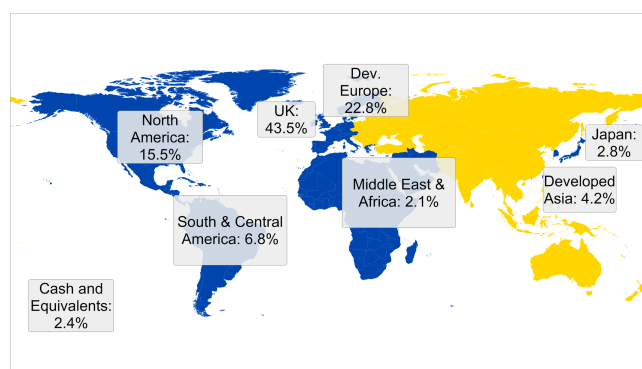 Dev.
Europe:
22.8%
UK:
43.5%
North
America:
15.5%
Japan:
2.8%
Middle East &
Africa: 2.1%
Developed
Asia: 4.2%
South & Central
America: 6.8%
Cash and
Equivalents:
2.4%